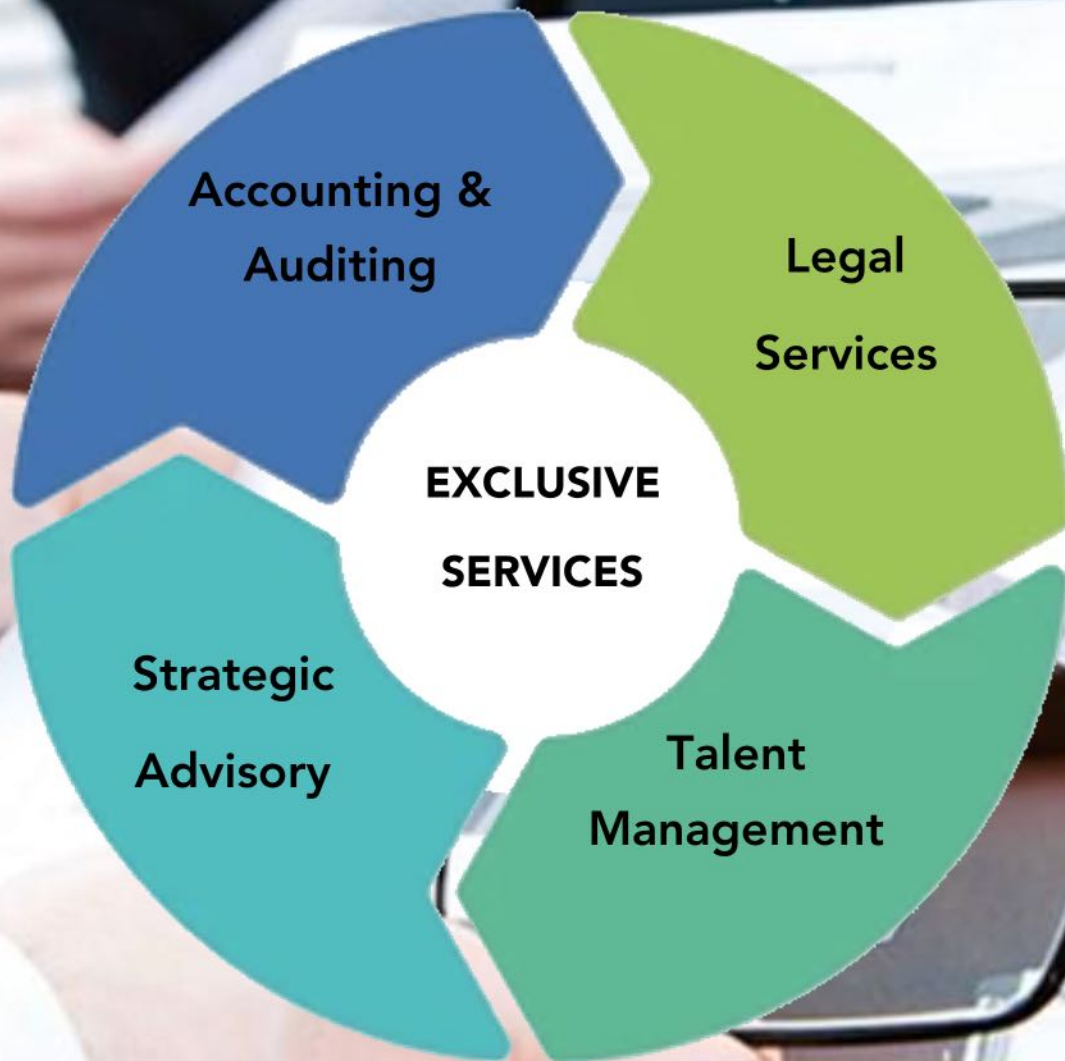 Accounting &
Auditing
Legal
Services
EXCLUSIVE
SERVICES
Strategic
Advisory
Talent
Management